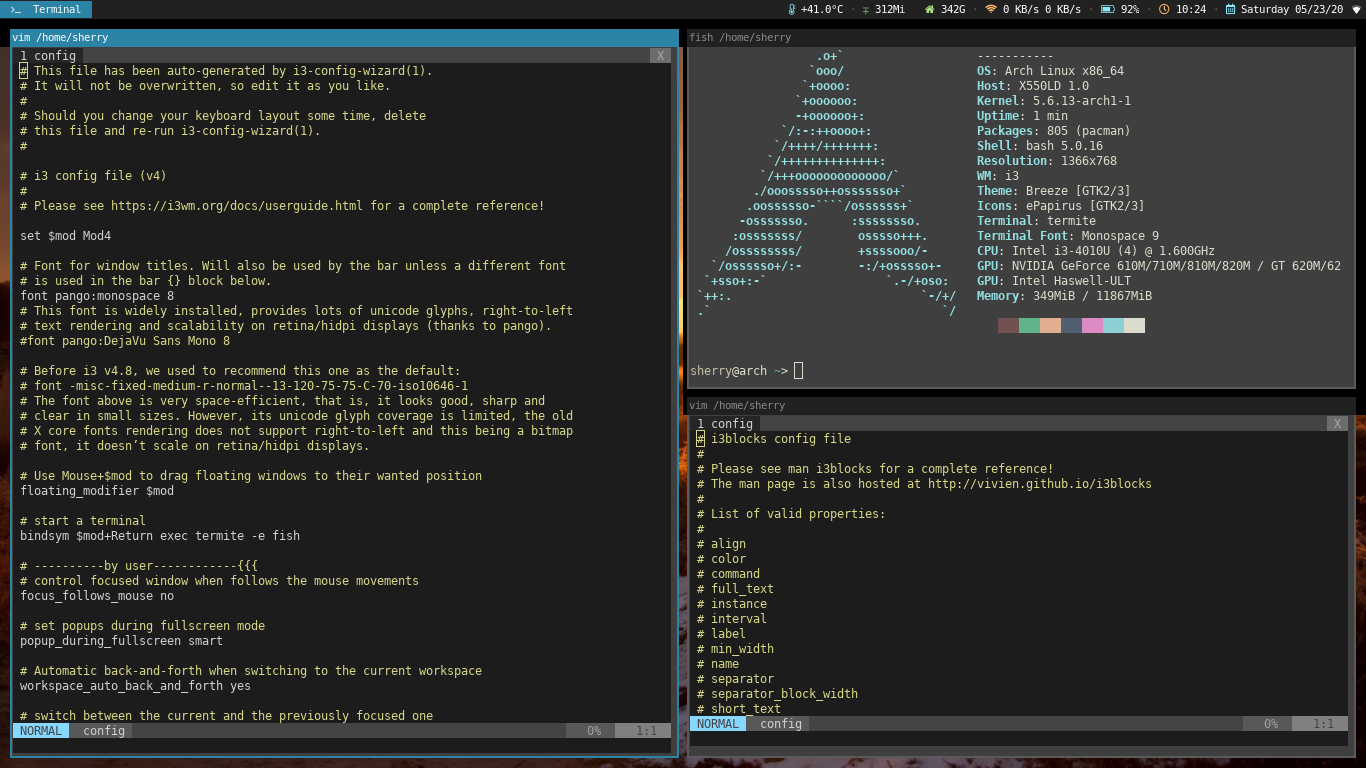 >_ Terminal
+41.0°C · 312Mi · 342G · 0 KB/s 0 KB/s · 92% · 10:24 · Saturday 05/23/20
vim /home/sherry
1 config X
# This file has been auto-generated by i3-config-wizard(1).
# It will not be overwritten, so edit it as you like.
#
# Should you change your keyboard layout some time, delete
# this file and re-run i3-config-wizard(1).
#
# i3 config file (v4)
#
# Please see https://i3wm.org/docs/userguide.html for a complete reference!
set $mod Mod4
# Font for window titles. Will also be used by the bar unless a different font
# is used in the bar {} block below.
font pango:monospace 8
# This font is widely installed, provides lots of unicode glyphs, right-to-left
# text rendering and scalability on retina/hidpi displays (thanks to pango).
#font pango:DejaVu Sans Mono 8
# Before i3 v4.8, we used to recommend this one as the default:
# font -misc-fixed-medium-r-normal--13-120-75-75-C-70-iso10646-1
# The font above is very space-efficient, that is, it looks good, sharp and
# clear in small sizes. However, its unicode glyph coverage is limited, the old
# X core fonts rendering does not support right-to-left and this being a bitmap
# font, it doesn’t scale on retina/hidpi displays.
# Use Mouse+$mod to drag floating windows to their wanted position
floating_modifier $mod
# start a terminal
bindsym $mod+Return exec termite -e fish
# ----------by user------------{{{
# control focused window when follows the mouse movements
focus_follows_mouse no
# set popups during fullscreen mode
popup_during_fullscreen smart
# Automatic back-and-forth when switching to the current workspace
workspace_auto_back_and_forth yes
# switch between the current and the previously focused one
NORMAL config 0% 1:1
fish /home/sherry
.o+` -----------
`ooo/ OS: Arch Linux x86_64
`+oooo: Host: X550LD 1.0
`+oooooo: Kernel: 5.6.13-arch1-1
-+oooooo+: Uptime: 1 min
`/:-:++oooo+: Packages: 805 (pacman)
`/++++/+++++++: Shell: bash 5.0.16
`/++++++++++++++: Resolution: 1366x768
`/+++ooooooooooooo/` WM: i3
./ooosssso++osssssso+` Theme: Breeze [GTK2/3]
.oossssso-````/ossssss+` Icons: ePapirus [GTK2/3]
-osssssso. :ssssssso. Terminal: termite
:osssssss/ osssso+++. Terminal Font: Monospace 9
/ossssssss/ +ssssooo/- CPU: Intel i3-4010U (4) @ 1.600GHz
`/ossssso+/:- -:/+osssso+- GPU: NVIDIA GeForce 610M/710M/810M/820M / GT 620M/62
`+sso+:-` `.-/+oso: GPU: Intel Haswell-ULT
`++:. `-/+/ Memory: 349MiB / 11867MiB
.` `/
sherry@arch ~>
vim /home/sherry
1 config X
# i3blocks config file
#
# Please see man i3blocks for a complete reference!
# The man page is also hosted at http://vivien.github.io/i3blocks
#
# List of valid properties:
#
# align
# color
# command
# full_text
# instance
# interval
# label
# min_width
# name
# separator
# separator_block_width
# short_text
NORMAL config 0% 1:1